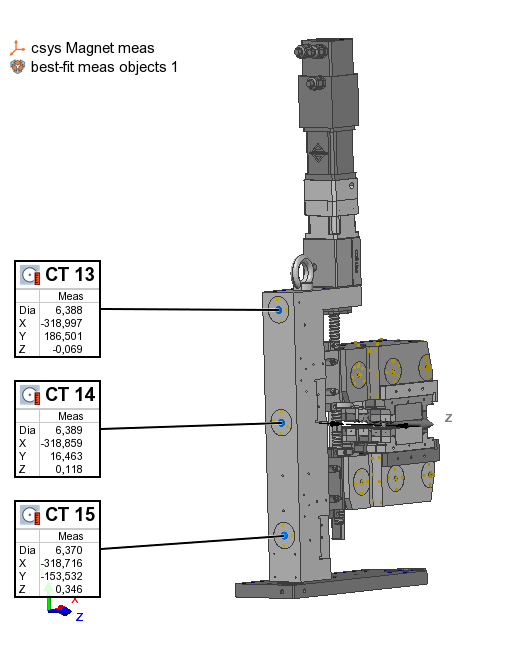 csys Magnet meas
best-fit meas objects 1
CT 13
Meas
Dia 6,388
X -318,997
Y 186,501
Z -0,069
CT 14
Meas
Dia 6,389
X -318,859
Y 16,463
Z 0,118
Z
CT 15
Meas
Dia 6,370
X -318,716
Y -153,532
Z 0,346
X
Z